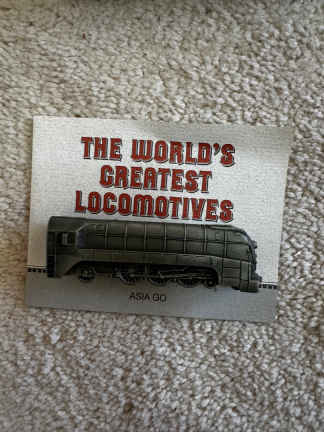 THE WORLD'S
GREATEST
LOCOMOTIVES
ASIA GO